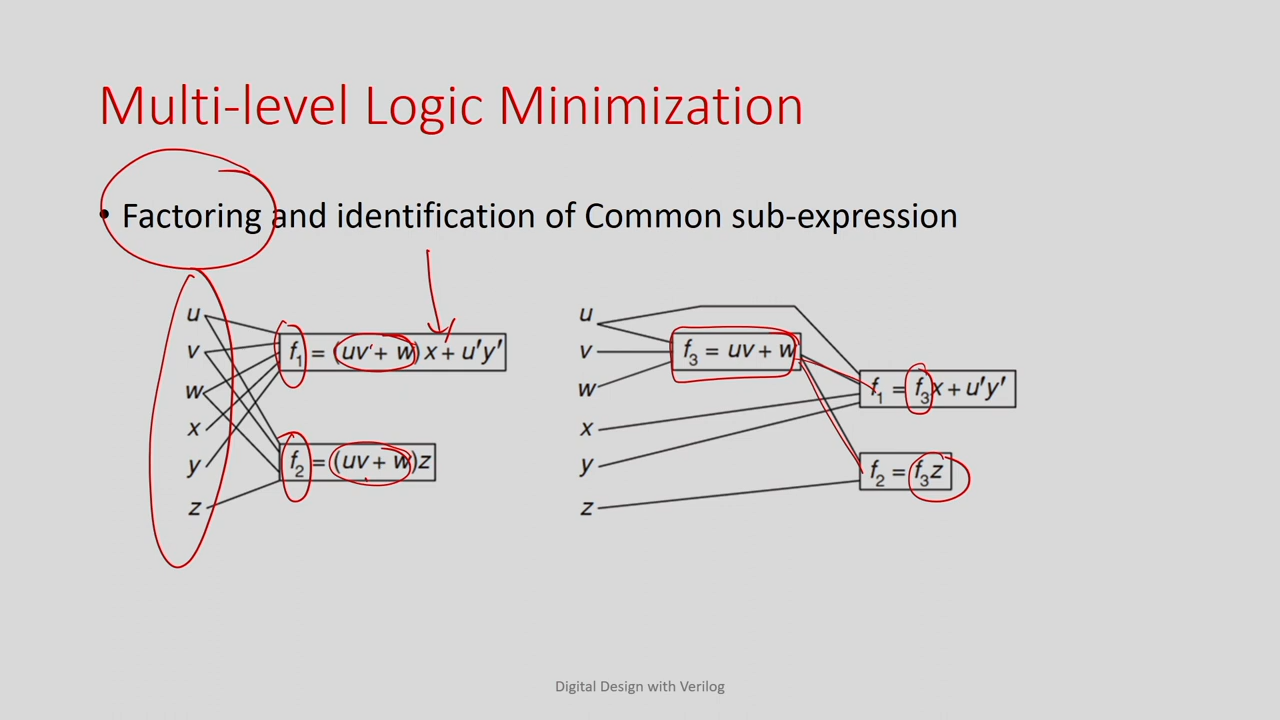 Multi-level Logic Minimization
• Factoring and identification of Common sub-expression
u
v
w
x
y
z
f₁ = (uv + w) x + u′y′
f₂ = (uv + w)z
u
v
w
x
y
z
f₃ = uv + w
f₁ = f₃x + u′y′
f₂ = f₃z
Digital Design with Verilog